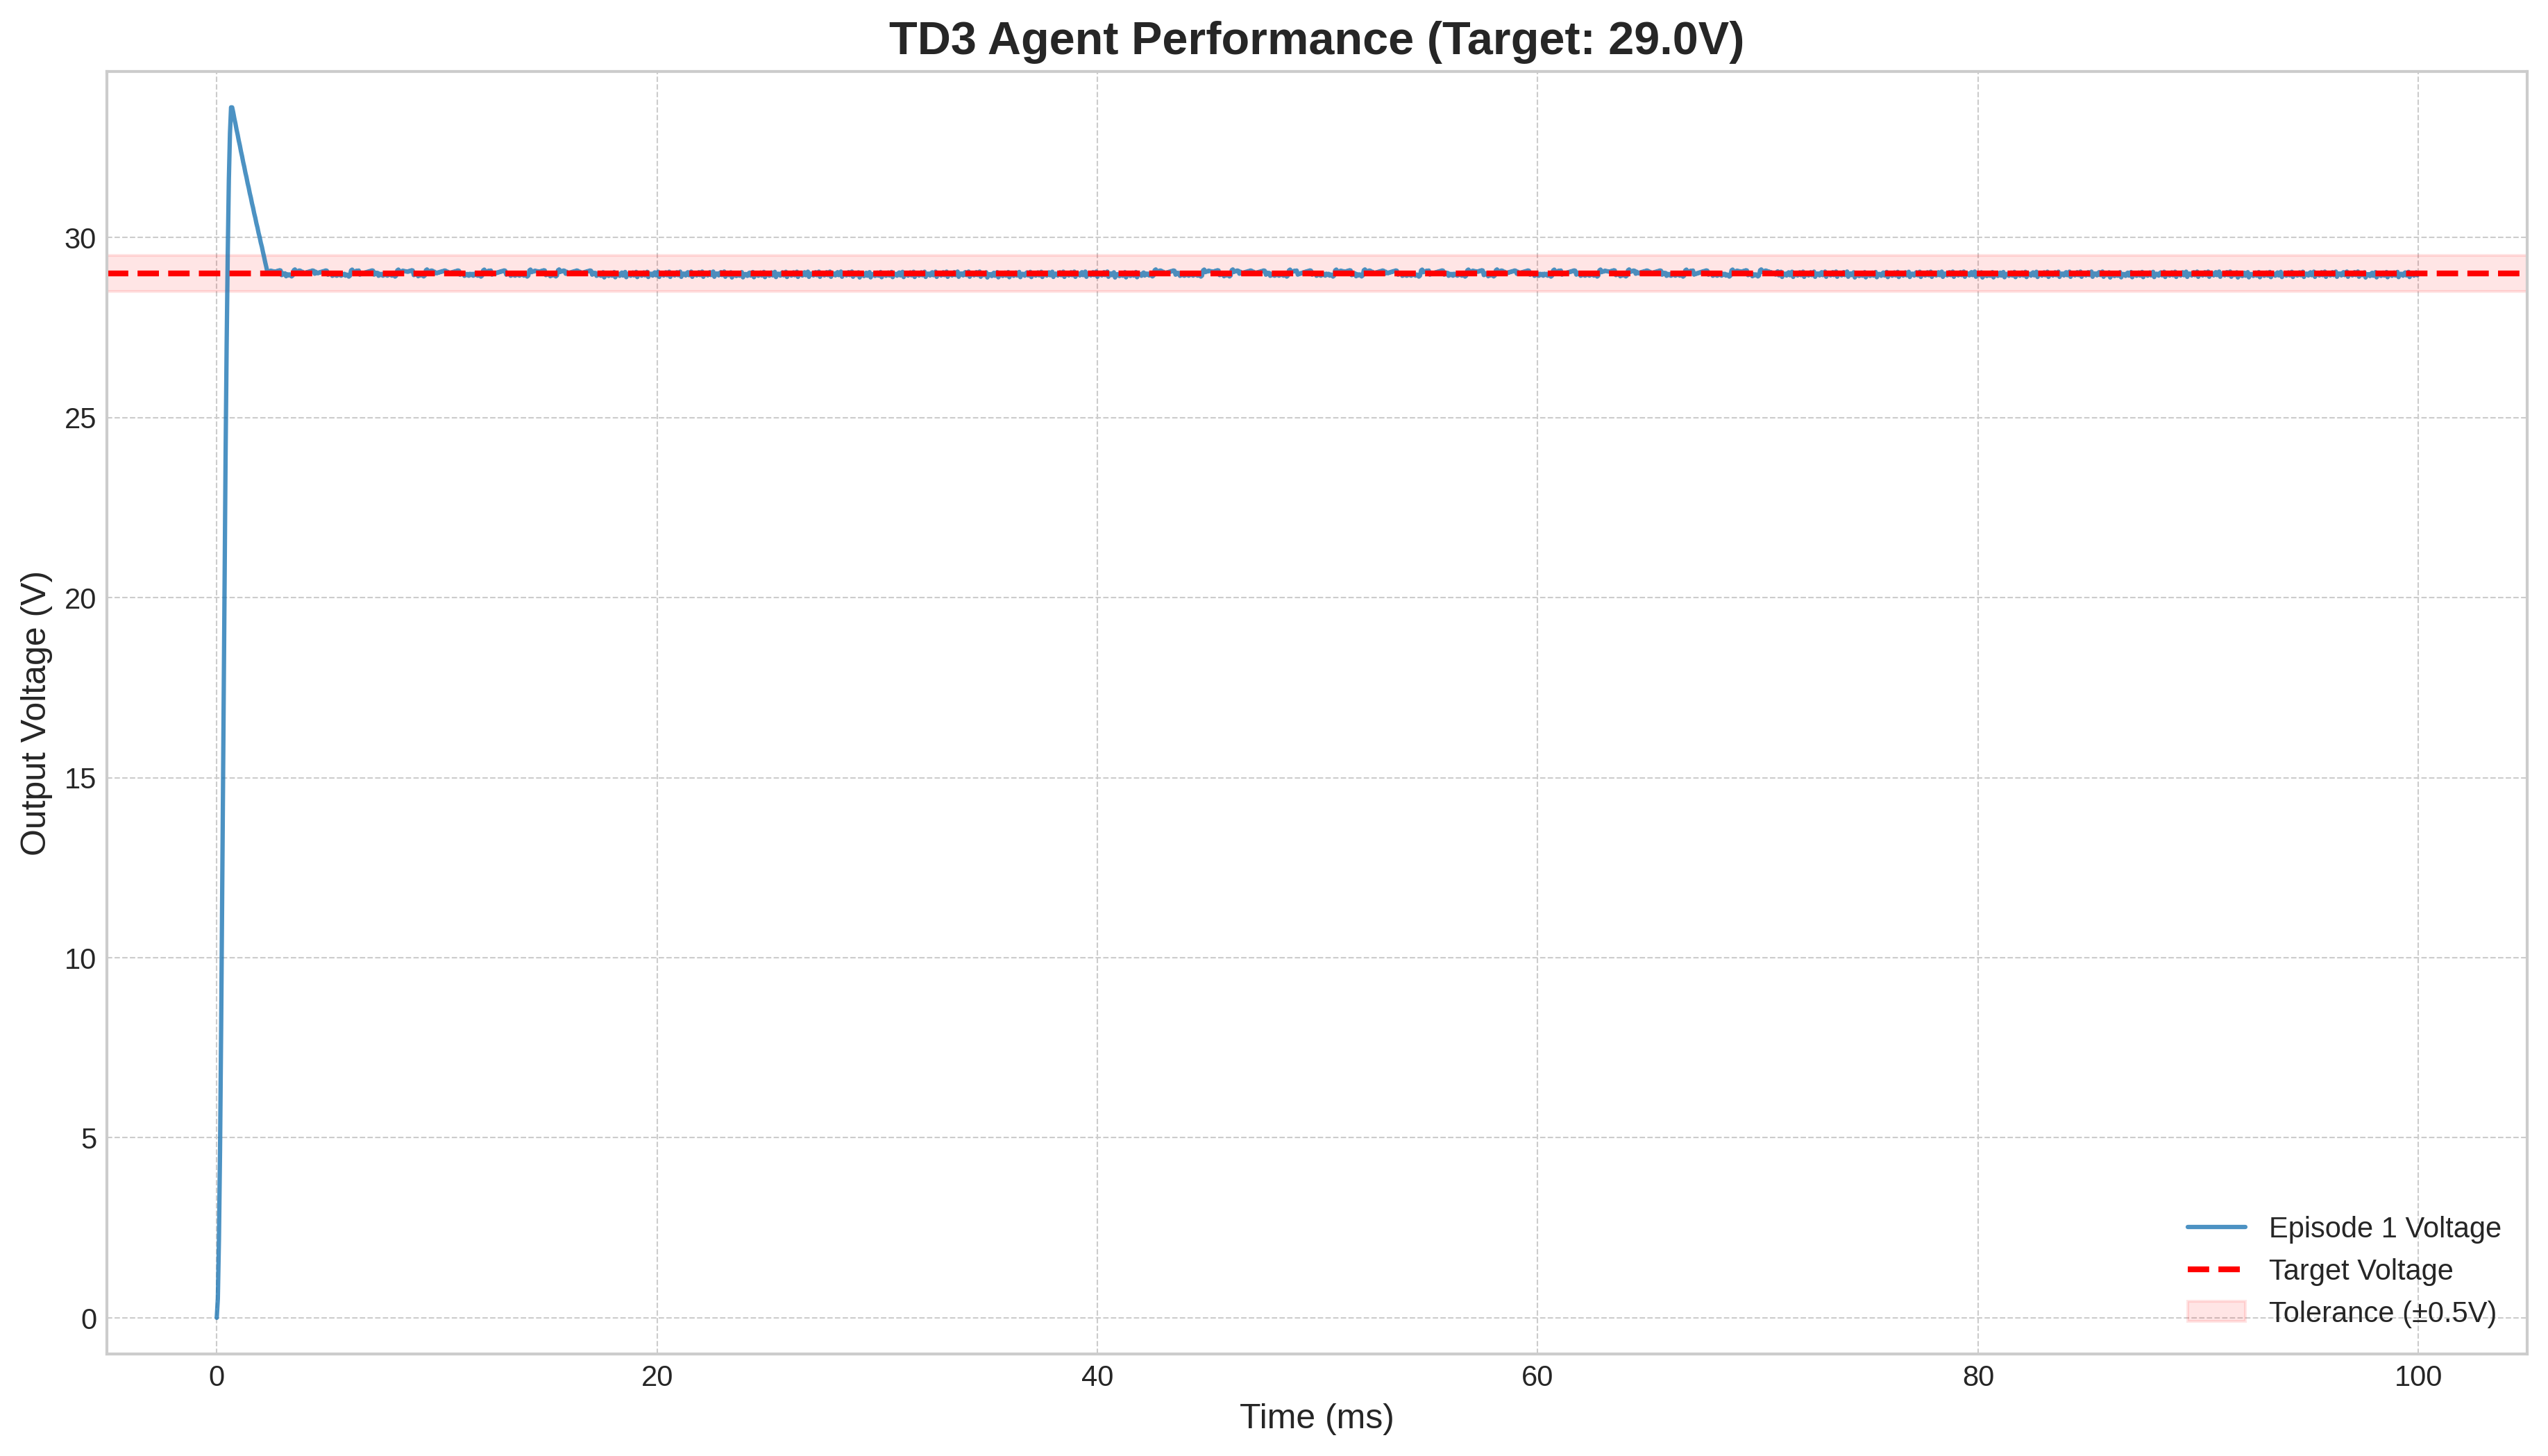 TD3 Agent Performance (Target: 29.0V)
Output Voltage (V)
30
25
20
15
10
5
0
0 20 40 60 80 100
Time (ms)
Episode 1 Voltage
Target Voltage
Tolerance (±0.5V)